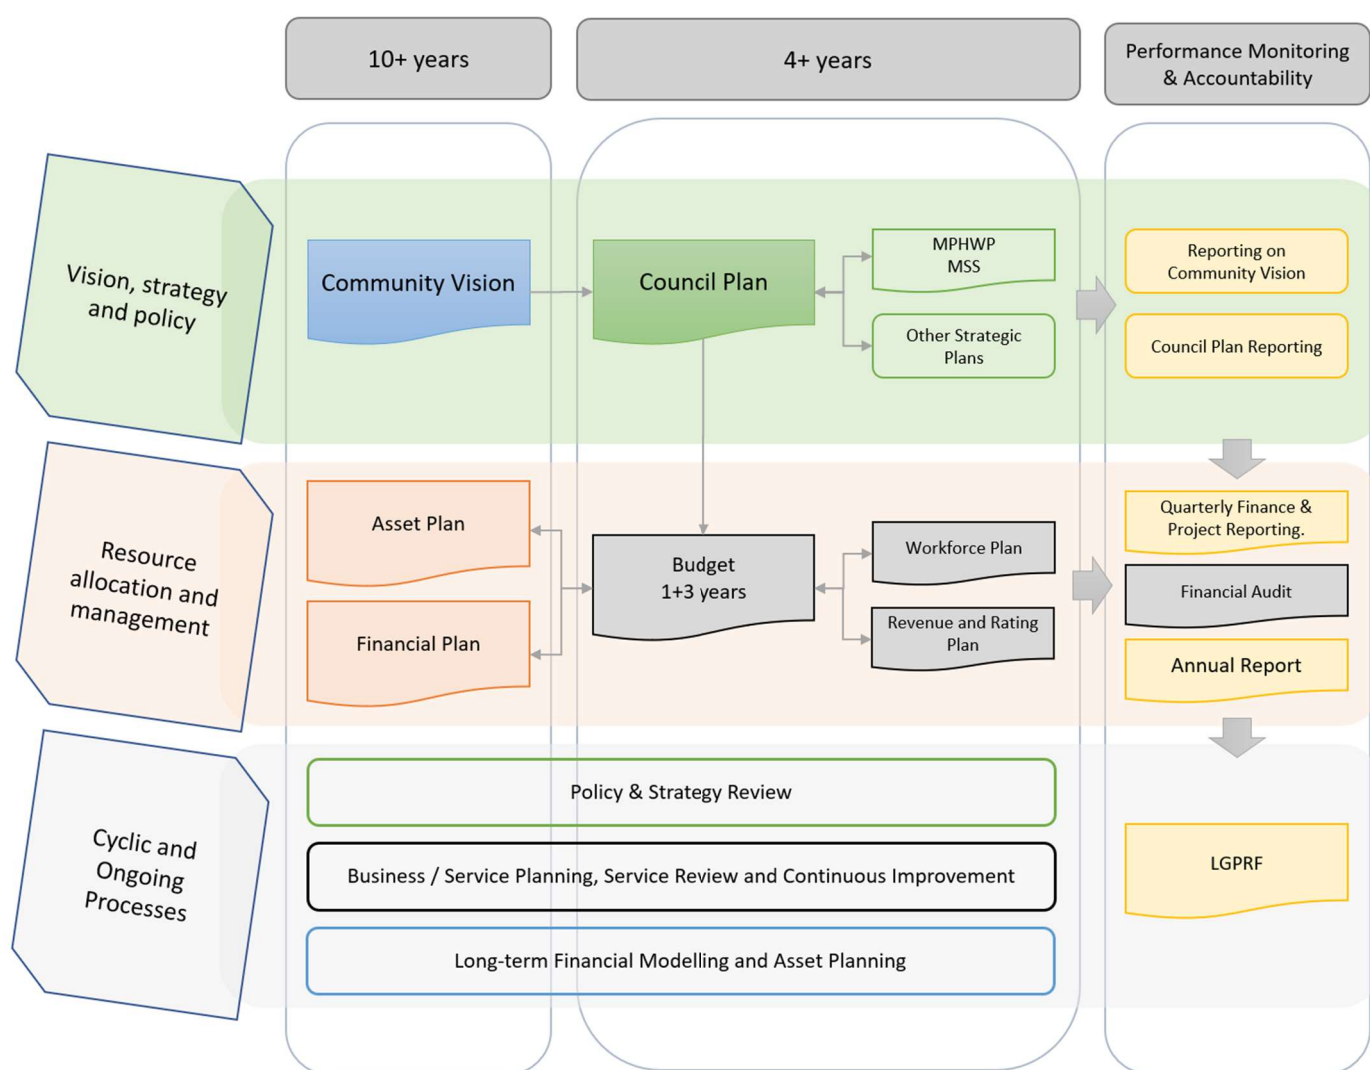 10+ years
4+ years
Performance Monitoring
& Accountability
Vision, strategy
and policy
Community Vision
Council Plan
MPHWP
MSS
Other Strategic
Plans
Reporting on
Community Vision
Council Plan Reporting
Resource
allocation and
management
Asset Plan
Financial Plan
Budget
1+3 years
Workforce Plan
Revenue and Rating
Plan
Quarterly Finance &
Project Reporting.
Financial Audit
Annual Report
Cyclic and
Ongoing
Processes
Policy & Strategy Review
Business / Service Planning, Service Review and Continuous Improvement
Long-term Financial Modelling and Asset Planning
LGPRF